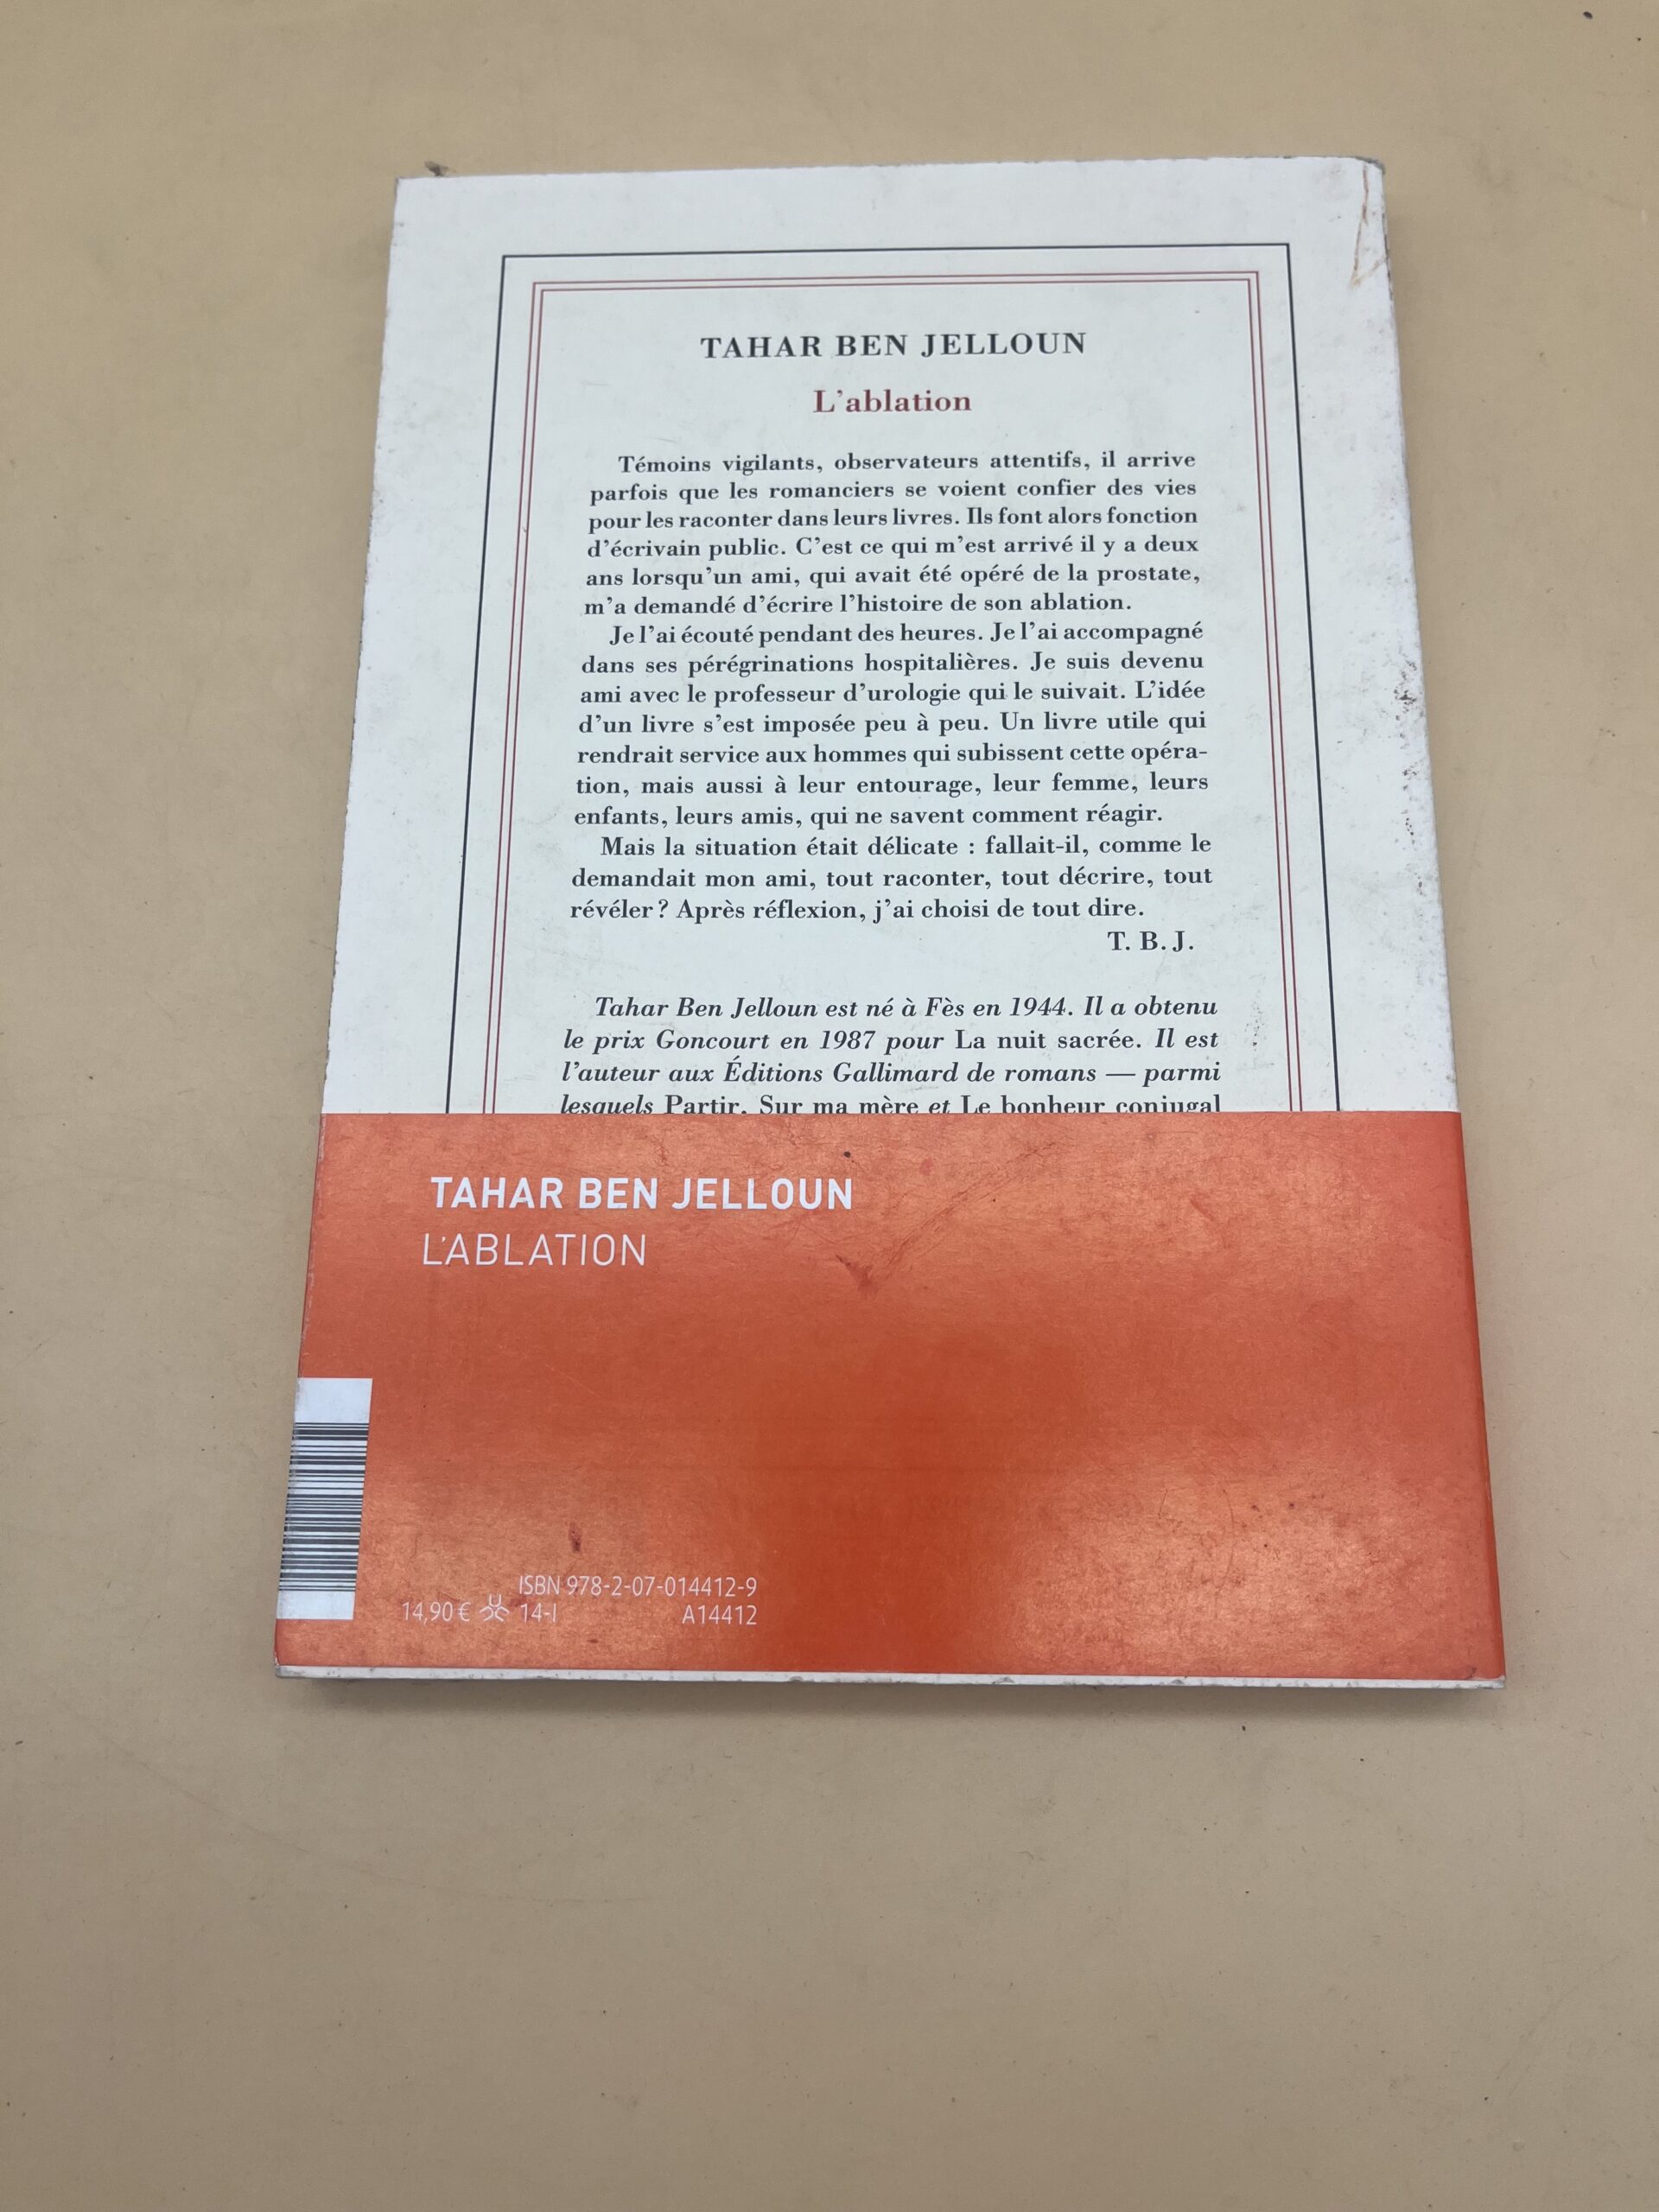 TAHAR BEN JELLOUN
L'ablation
Témoins vigilants, observateurs attentifs, il arrive
parfois que les romanciers se voient confier des vies
pour les raconter dans leurs livres. Ils font alors fonction
d'écrivain public. C'est ce qui m'est arrivé il y a deux
ans lorsqu'un ami, qui avait été opéré de la prostate,
m'a demandé d'écrire l'histoire de son ablation.
Je l'ai écouté pendant des heures. Je l'ai accompagné
dans ses pérégrinations hospitalières. Je suis devenu
ami avec le professeur d'urologie qui le suivait. L'idée
d'un livre s'est imposée peu à peu. Un livre utile qui
rendrait service aux hommes qui subissent cette opéra-
tion, mais aussi à leur entourage, leur femme, leurs
enfants, leurs amis, qui ne savent comment réagir.
Mais la situation était délicate : fallait-il, comme le
demandait mon ami, tout raconter, tout décrire, tout
révéler ? Après réflexion, j'ai choisi de tout dire.
T. B. J.
Tahar Ben Jelloun est né à Fès en 1944. Il a obtenu
le prix Goncourt en 1987 pour La nuit sacrée. Il est
l'auteur aux Éditions Gallimard de romans — parmi
lesquels Partir, Sur ma mère et Le bonheur conjugal
TAHAR BEN JELLOUN
L'ABLATION
ISBN 978-2-07-014412-9
14,90 € 14-I A14412